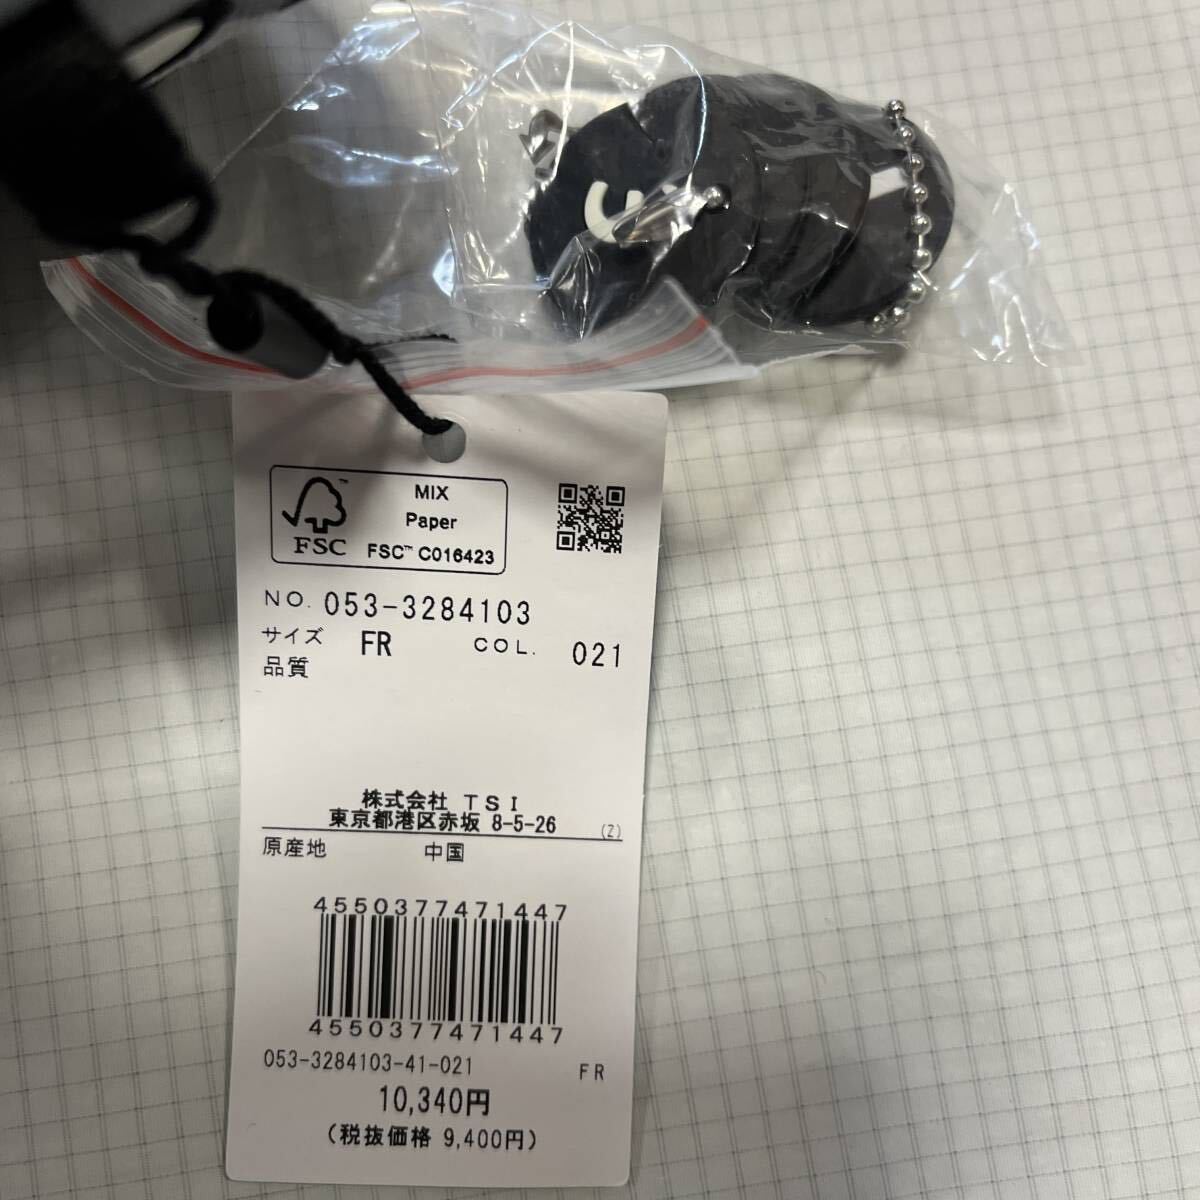 MIX
Paper
FSC
FSC™ C016423
NO. 053-3284103
サイズ FR COL. 021
品質
株式会社 TSI
東京都港区赤坂 8-5-26 (Z)
原産地 中国
4550377471447
4550377471447
053-3284103-41-021 FR
10,340円
(税抜価格 9,400円)